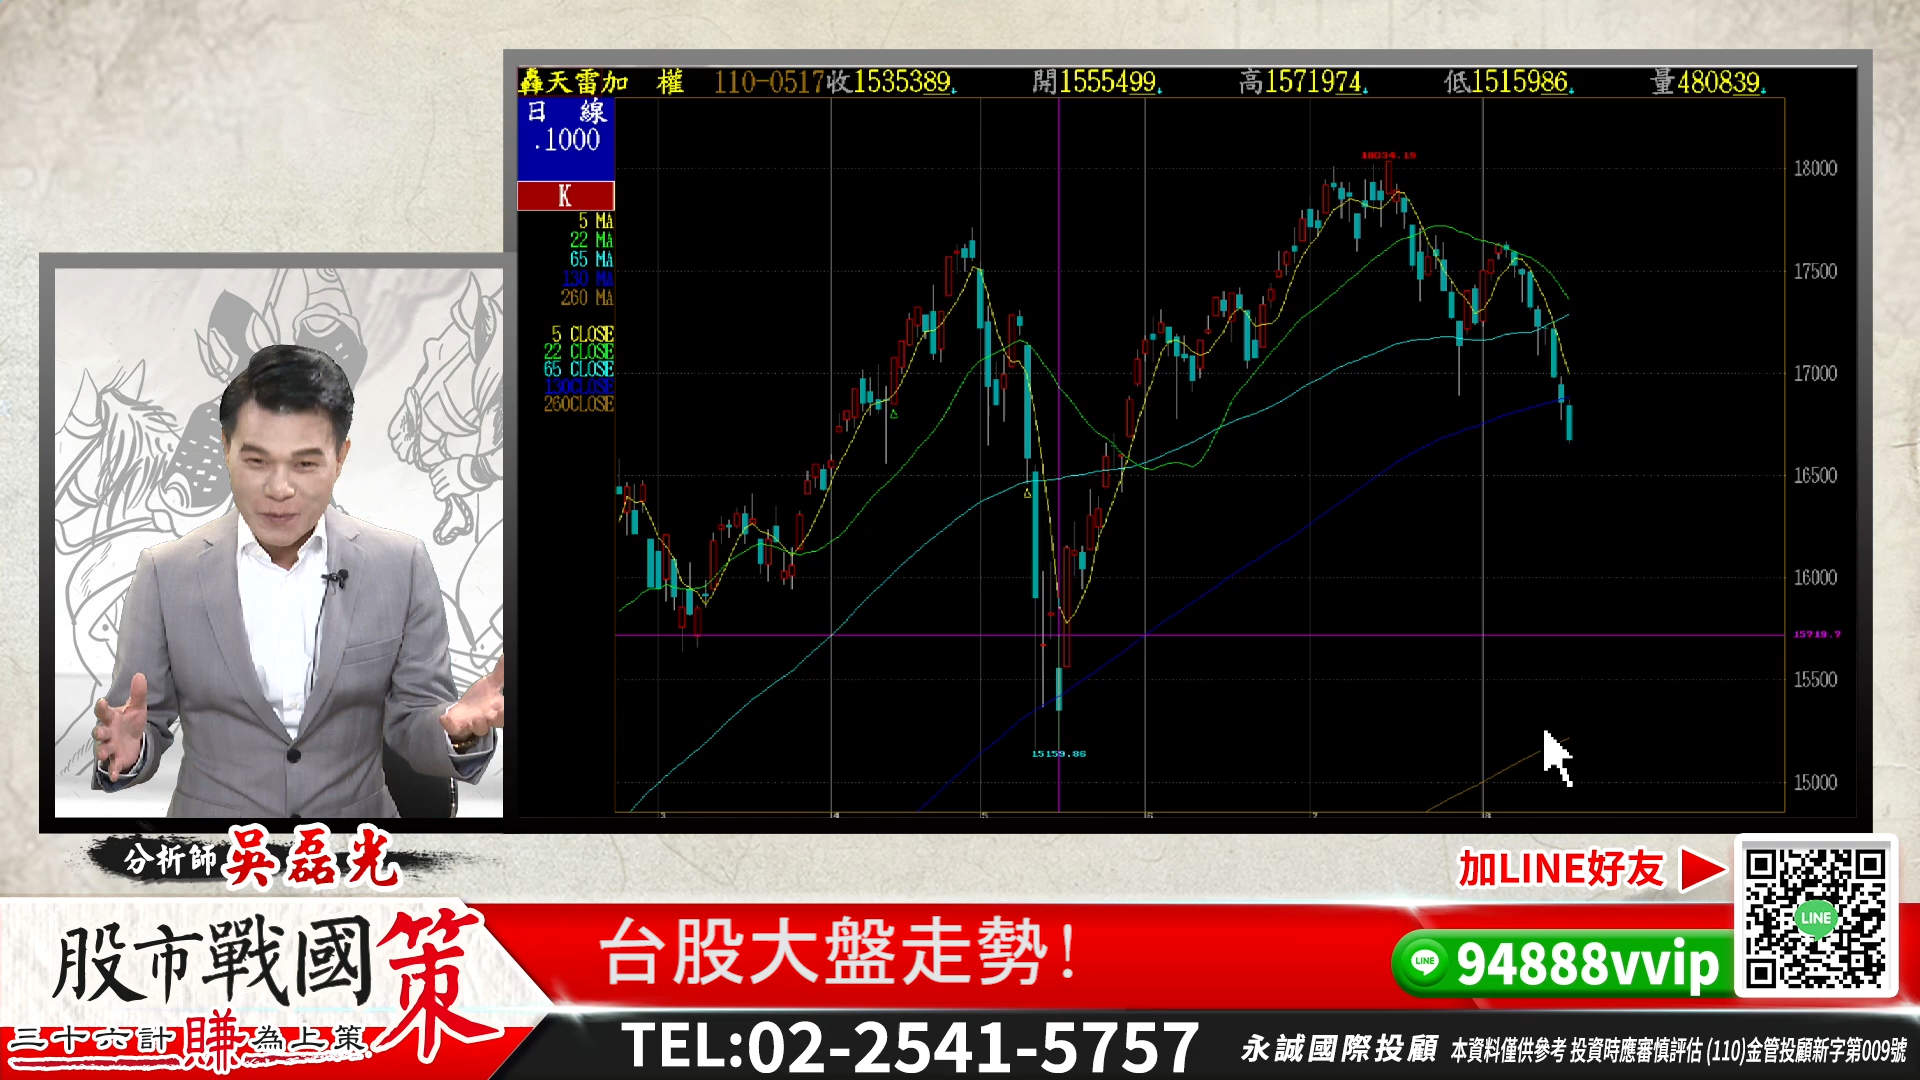 轟天雷加 權 110-0517收1535389 開1555499 高1571974 低1515986 量480839
日 線
.1000
K
5 MA
22 MA
65 MA
130 MA
260 MA
5 CLOSE
22 CLOSE
65 CLOSE
130CLOSE
260CLOSE
18034.19
18000
17500
17000
16500
16000
15719.7
15500
15159.86
15000
3 4 5 6 7 8
分析師 吳磊光
加LINE好友
LINE
LINE 94888vvip
股市戰國策
三十六計賺為上策
台股大盤走勢!
TEL:02-2541-5757
永誠國際投顧 本資料僅供參考 投資時應審慎評估 (110)金管投顧新字第009號